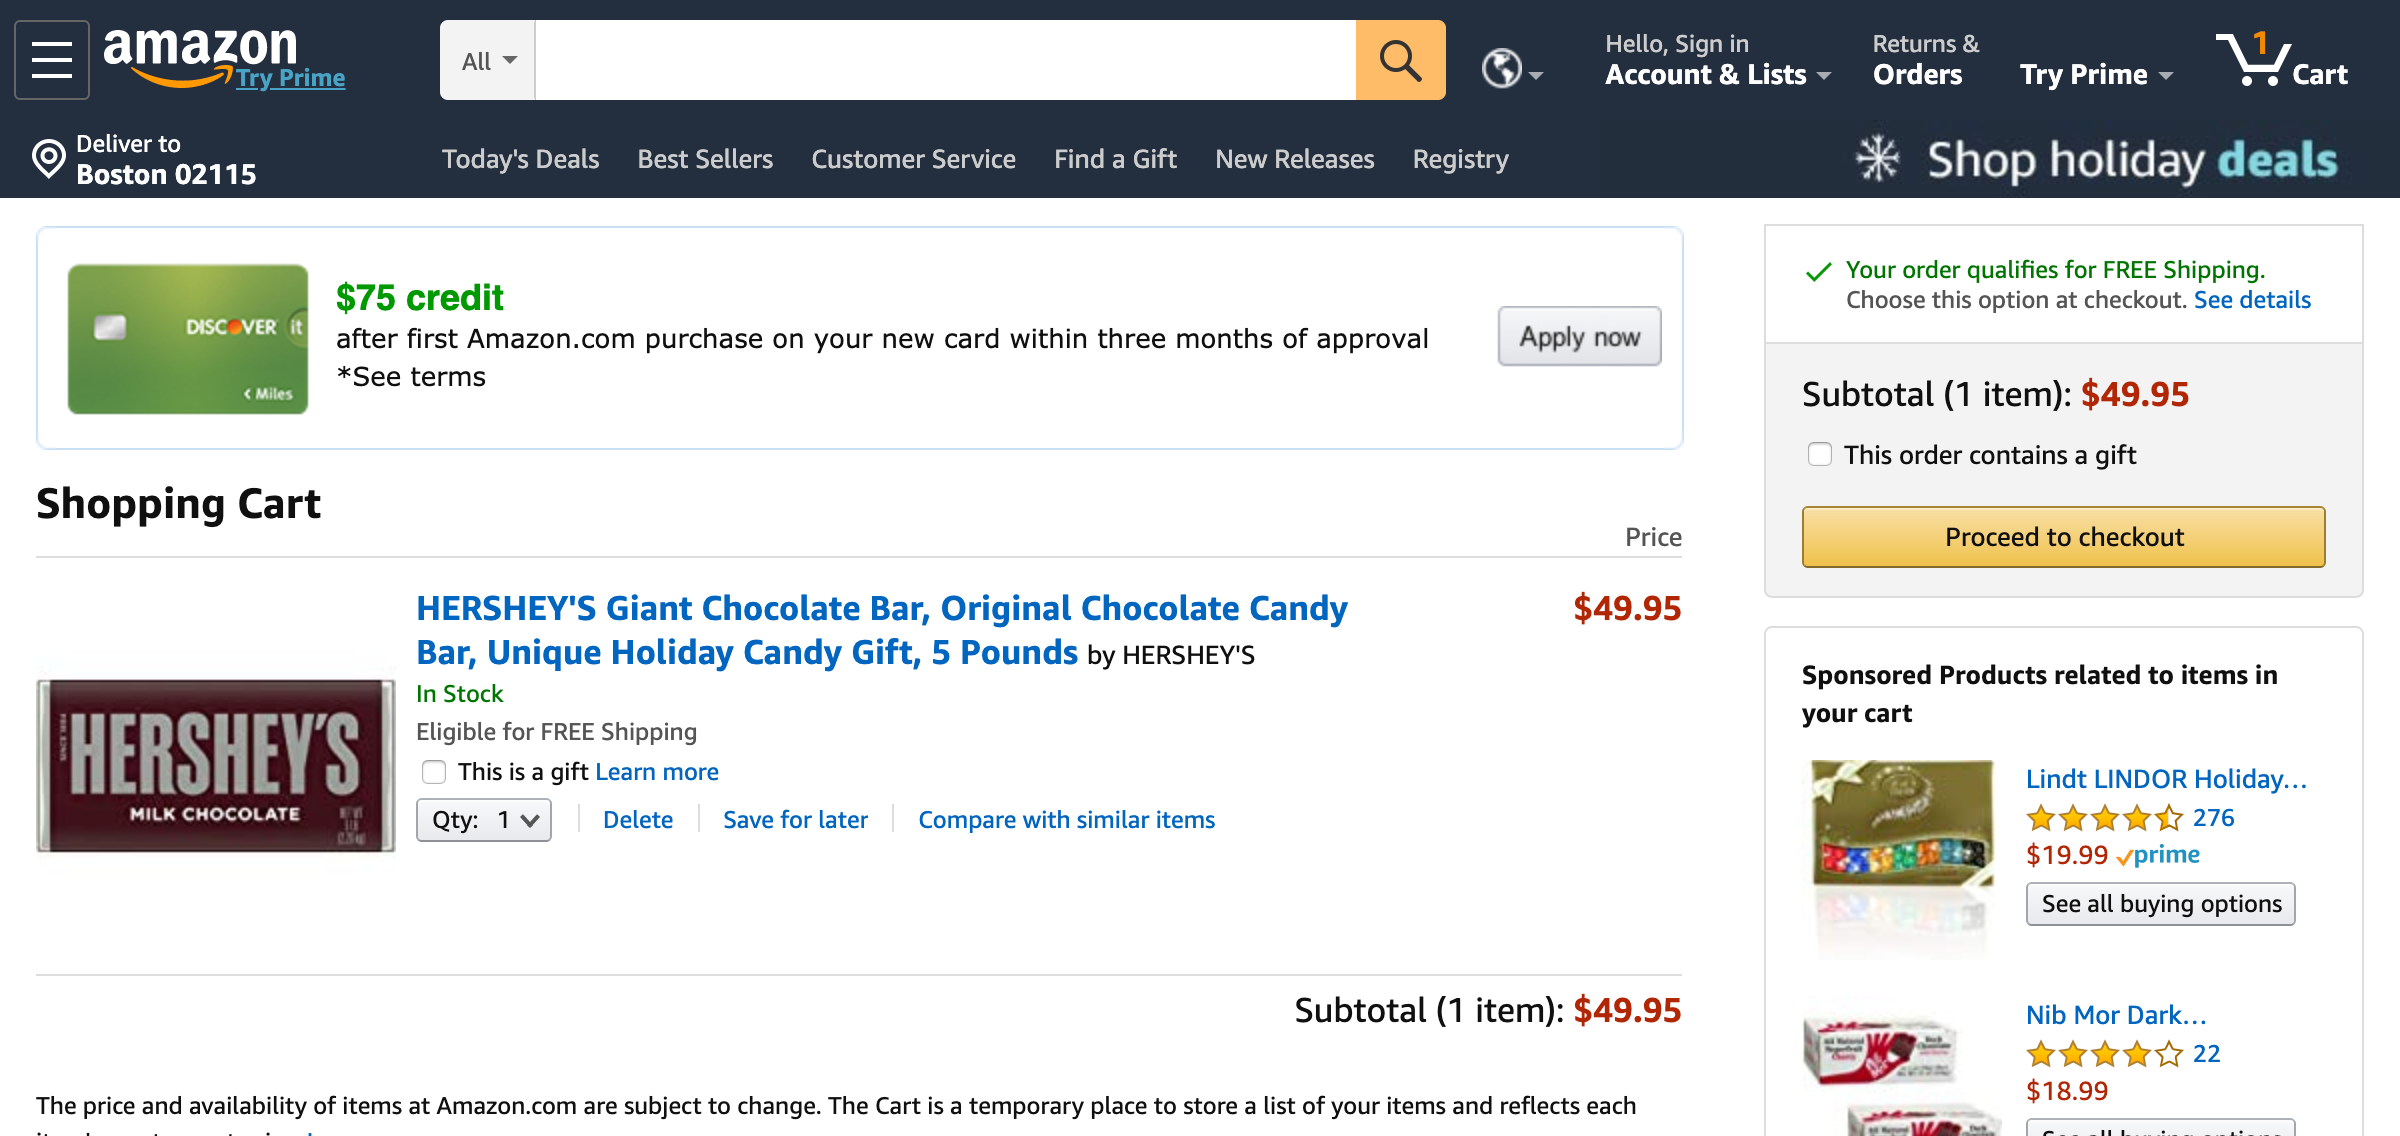 amazon
Try Prime
All
Hello, Sign in
Account & Lists
Returns &
Orders
Try Prime
1
Cart
Deliver to
Boston 02115
Today's Deals
Best Sellers
Customer Service
Find a Gift
New Releases
Registry
Shop holiday deals
DISCOVER it
Miles
$75 credit
after first Amazon.com purchase on your new card within three months of approval
*See terms
Apply now
Your order qualifies for FREE Shipping.
Choose this option at checkout. See details
Subtotal (1 item): $49.95
This order contains a gift
Proceed to checkout
Shopping Cart
Price
HERSHEY'S Giant Chocolate Bar, Original Chocolate Candy
Bar, Unique Holiday Candy Gift, 5 Pounds by HERSHEY'S
$49.95
In Stock
Eligible for FREE Shipping
This is a gift Learn more
Qty: 1
Delete
Save for later
Compare with similar items
HERSHEY'S
MILK CHOCOLATE
Subtotal (1 item): $49.95
The price and availability of items at Amazon.com are subject to change. The Cart is a temporary place to store a list of your items and reflects each
Sponsored Products related to items in
your cart
Lindt LINDOR Holiday...
276
$19.99 prime
See all buying options
Nib Mor Dark...
22
$18.99
See all buying options